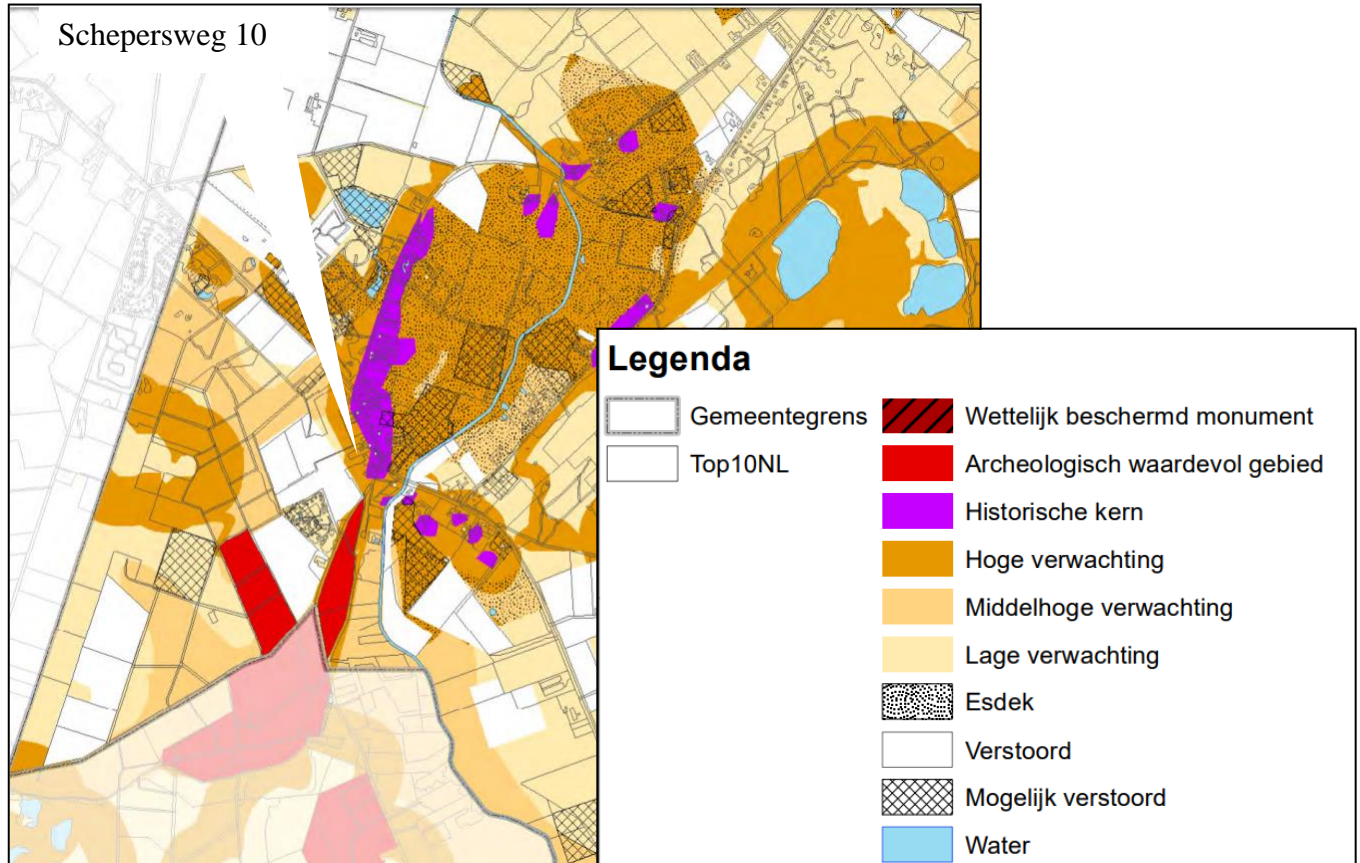 Schepersweg 10
Legenda
Gemeentegrens
Top10NL
Wettelijk beschermd monument
Archeologisch waardevol gebied
Historische kern
Hoge verwachting
Middelhoge verwachting
Lage verwachting
Esdek
Verstoord
Mogelijk verstoord
Water